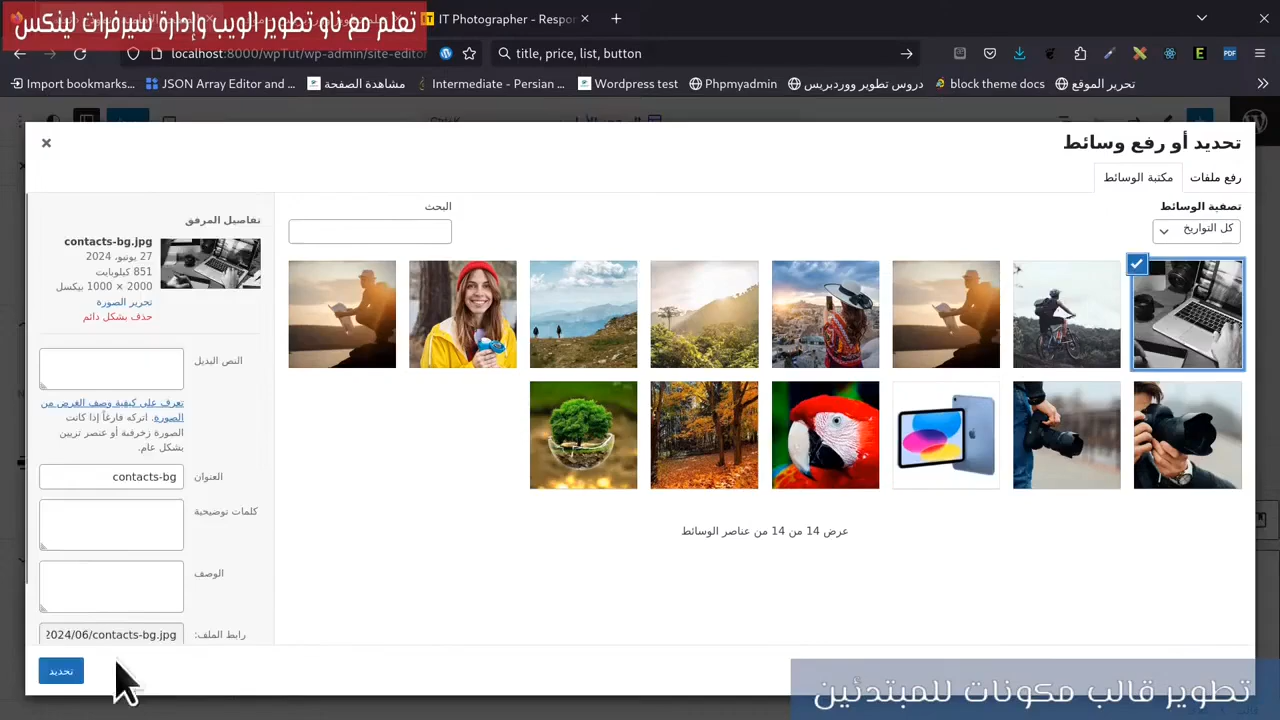 تعلم مع ناو تطوير الويب وإدارة سيرفرات لينكس
IT Photographer - Respo
localhost:8000/wpTut/wp-admin/site-edito
title, price, list, button
Import bookmarks...
JSON Array Editor and ...
مشاهدة الصفحة
Intermediate - Persian ...
Wordpress test
Phpmyadmin
دروس تطوير ووردبريس
block theme docs
تحرير الموقع
تحديد أو رفع وسائط
رفع ملفات
مكتبة الوسائط
تصفية الوسائط
كل التواريخ
البحث
عرض 14 من 14 من عناصر الوسائط
تفاصيل المرفق
contacts-bg.jpg
27 يونيو، 2024
851 كيلوبايت
2000 × 1000 بيكسل
تحرير الصورة
حذف بشكل دائم
النص البديل
تعرف على كيفية وصف الغرض من
الصورة. اتركه فارغاً إذا كانت
الصورة زخرفية أو عنصر تزيين
بشكل عام.
العنوان
contacts-bg
كلمات توضيحية
الوصف
رابط الملف:
2024/06/contacts-bg.jpg
تحديد
تطوير قالب مكونات للمبتدئين